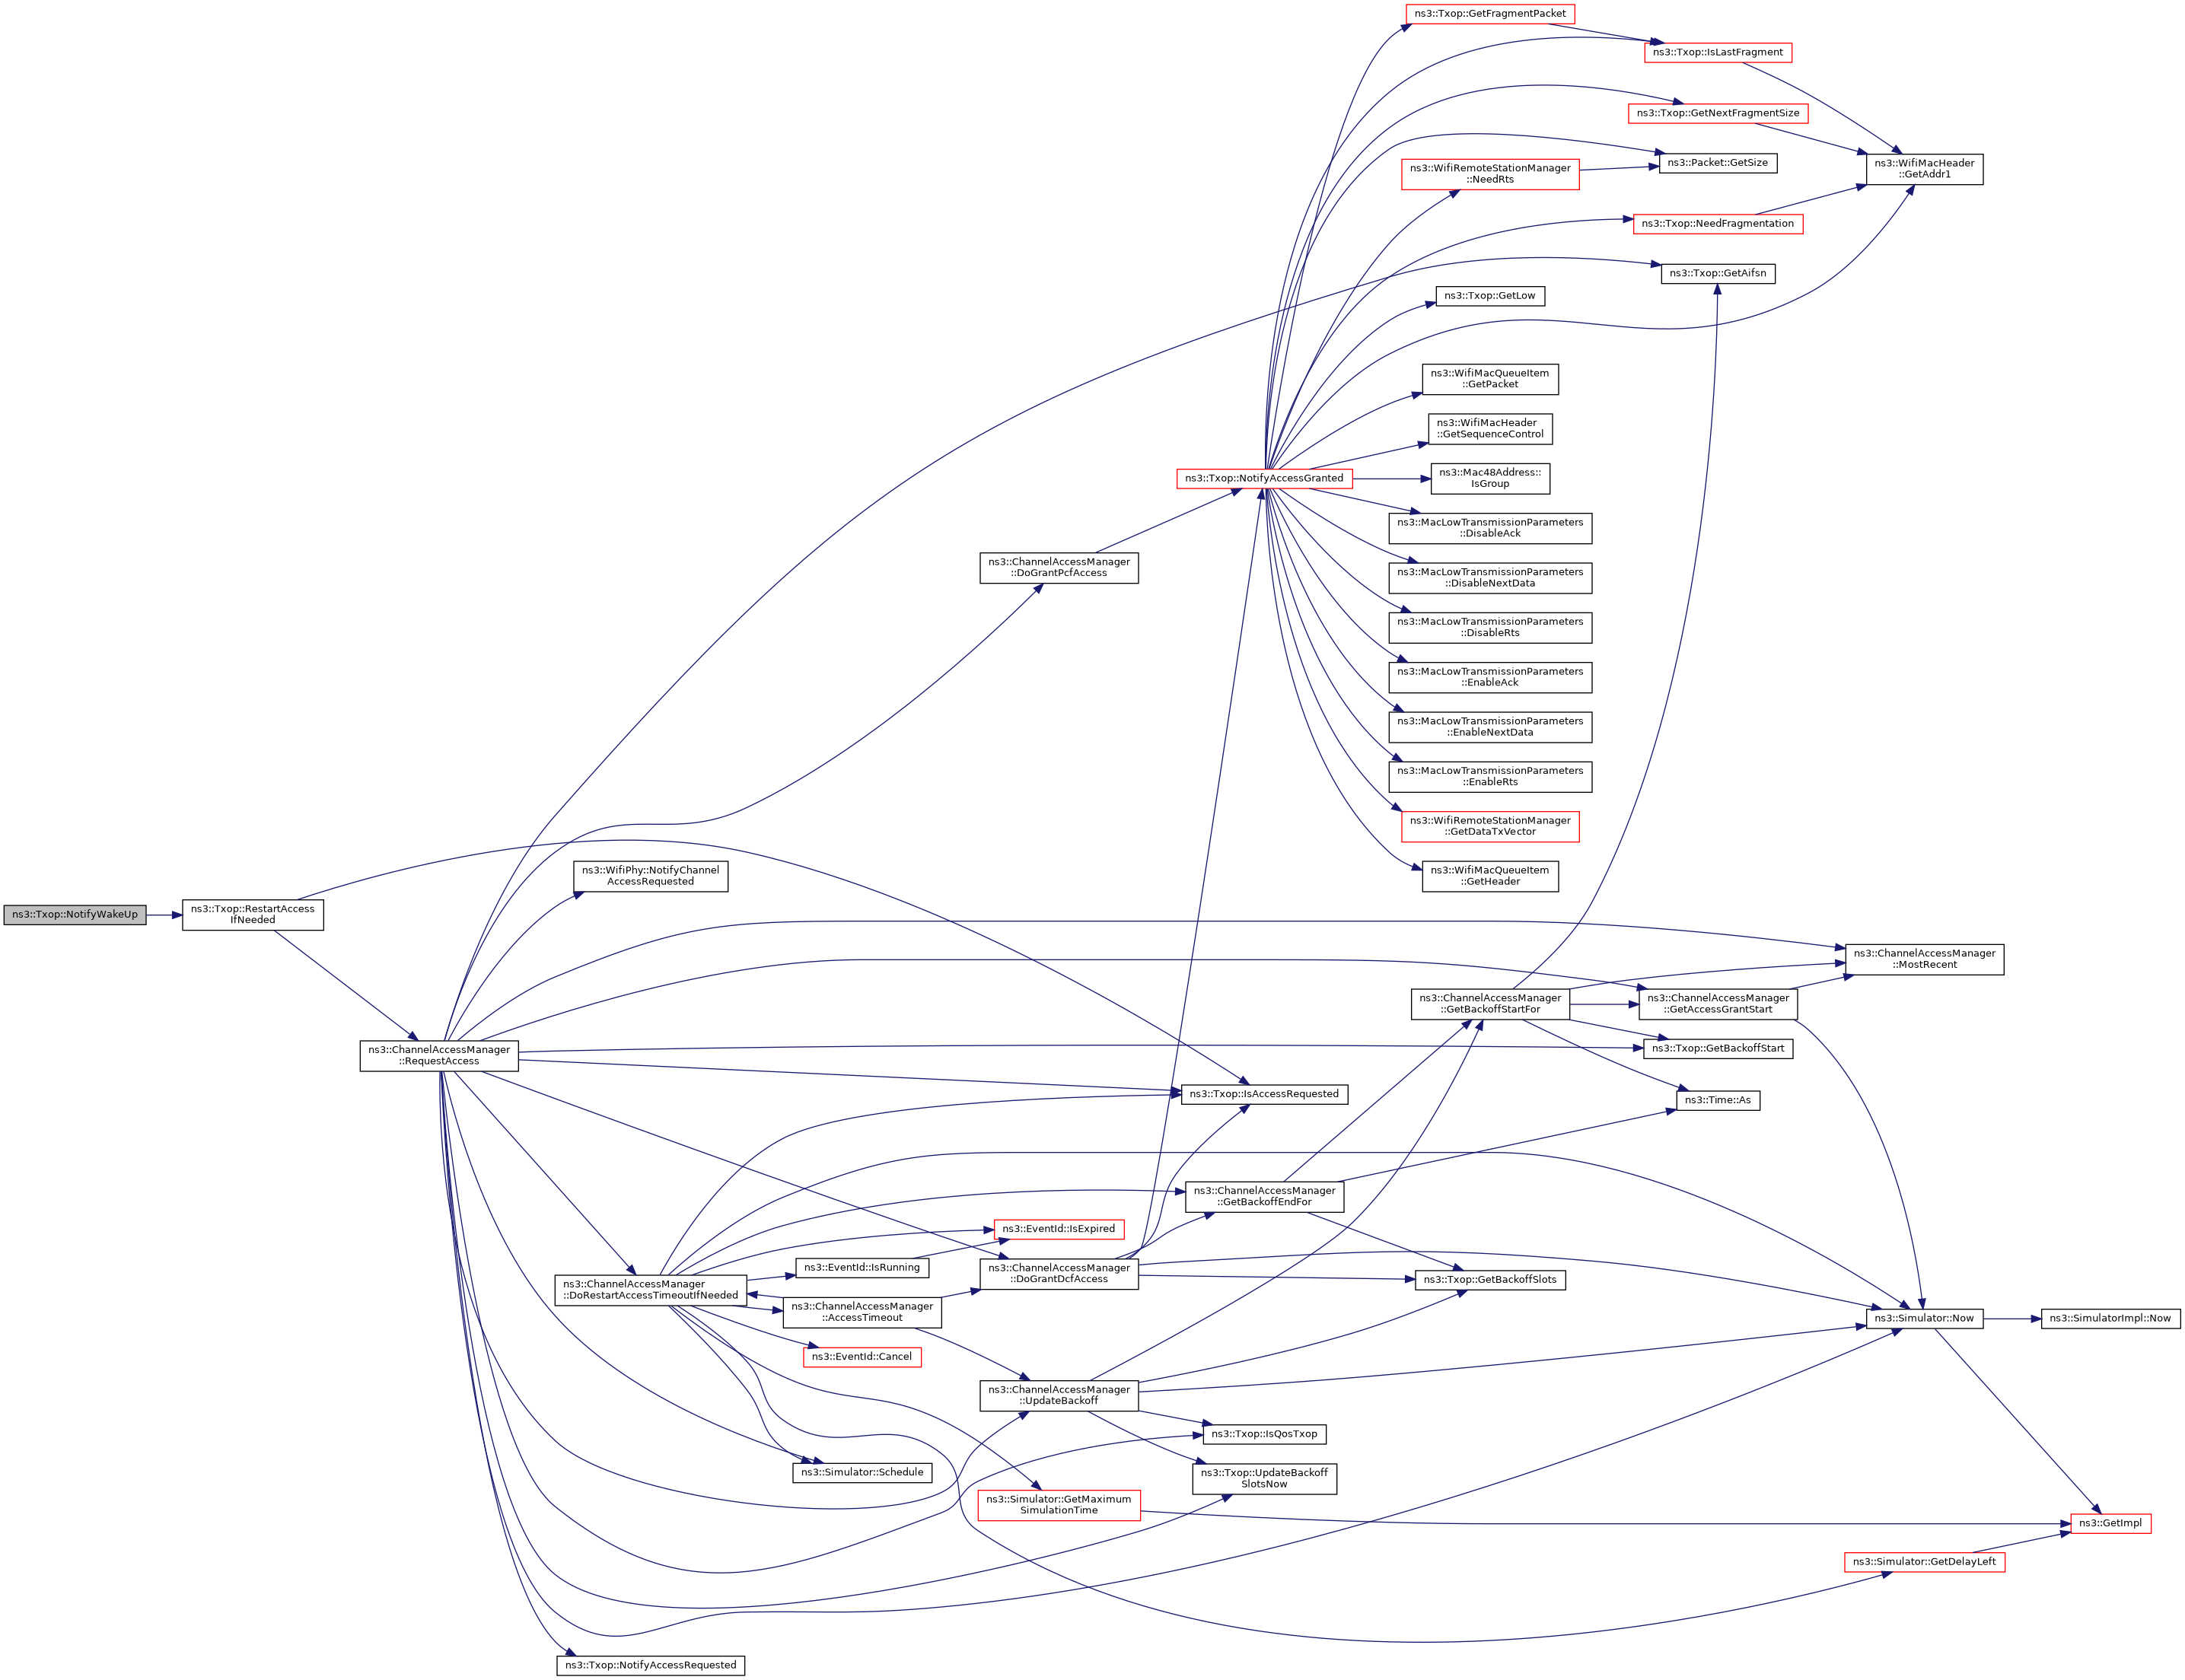 ns3::Txop::NotifyWakeUp
ns3::Txop::RestartAccess
IfNeeded
ns3::ChannelAccessManager
::RequestAccess
ns3::WifiPhy::NotifyChannel
AccessRequested
ns3::ChannelAccessManager
::DoRestartAccessTimeoutIfNeeded
ns3::Txop::NotifyAccessRequested
ns3::EventId::IsRunning
ns3::ChannelAccessManager
::AccessTimeout
ns3::EventId::Cancel
ns3::Simulator::Schedule
ns3::ChannelAccessManager
::DoGrantPcfAccess
ns3::EventId::IsExpired
ns3::ChannelAccessManager
::DoGrantDcfAccess
ns3::ChannelAccessManager
::UpdateBackoff
ns3::Simulator::GetMaximum
SimulationTime
ns3::Txop::NotifyAccessGranted
ns3::Txop::IsAccessRequested
ns3::ChannelAccessManager
::GetBackoffEndFor
ns3::Txop::IsQosTxop
ns3::Txop::UpdateBackoff
SlotsNow
ns3::Txop::GetFragmentPacket
ns3::WifiRemoteStationManager
::NeedRts
ns3::Txop::GetLow
ns3::WifiMacQueueItem
::GetPacket
ns3::WifiMacHeader
::GetSequenceControl
ns3::Mac48Address::
IsGroup
ns3::MacLowTransmissionParameters
::DisableAck
ns3::MacLowTransmissionParameters
::DisableNextData
ns3::MacLowTransmissionParameters
::DisableRts
ns3::MacLowTransmissionParameters
::EnableAck
ns3::MacLowTransmissionParameters
::EnableNextData
ns3::MacLowTransmissionParameters
::EnableRts
ns3::WifiRemoteStationManager
::GetDataTxVector
ns3::WifiMacQueueItem
::GetHeader
ns3::ChannelAccessManager
::GetBackoffStartFor
ns3::Txop::GetBackoffSlots
ns3::Txop::IsLastFragment
ns3::Txop::GetNextFragmentSize
ns3::Packet::GetSize
ns3::Txop::NeedFragmentation
ns3::Txop::GetAifsn
ns3::ChannelAccessManager
::GetAccessGrantStart
ns3::Txop::GetBackoffStart
ns3::Time::As
ns3::WifiMacHeader
::GetAddr1
ns3::ChannelAccessManager
::MostRecent
ns3::Simulator::Now
ns3::Simulator::GetDelayLeft
ns3::SimulatorImpl::Now
ns3::GetImpl